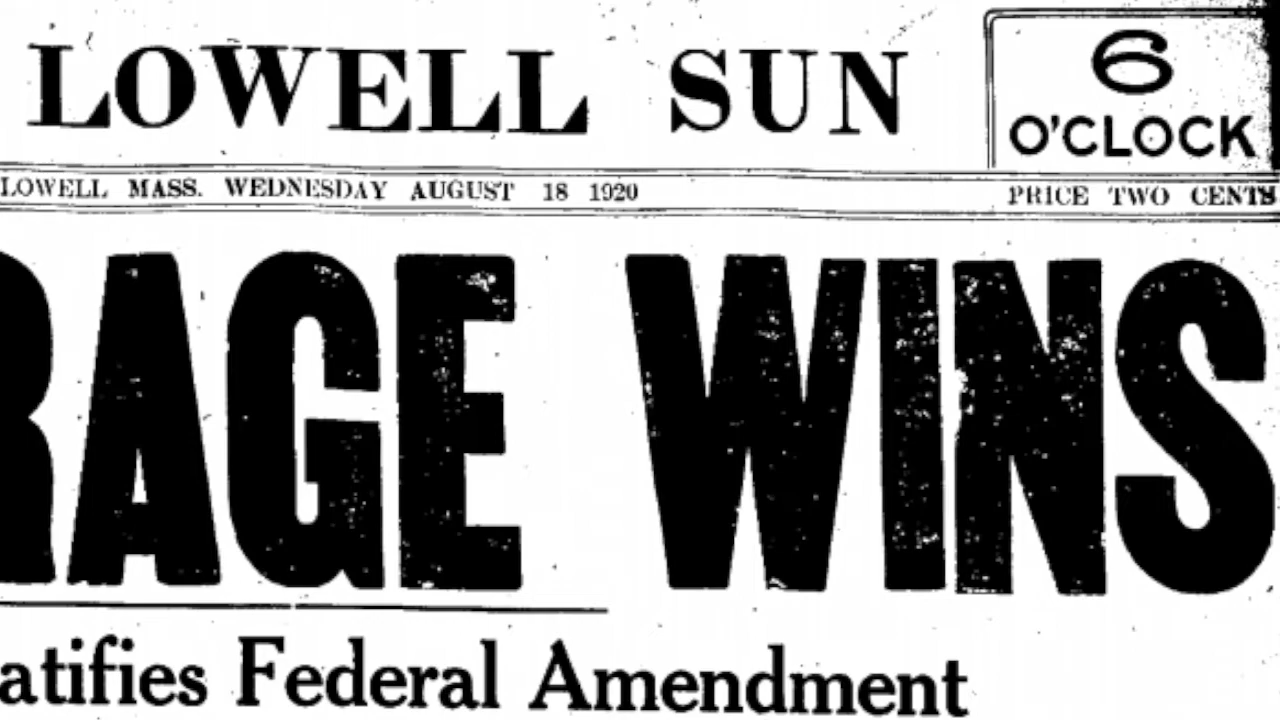 LOWELL SUN
6
O'CLOCK
LOWELL MASS. WEDNESDAY AUGUST 18 1920
PRICE TWO CENTS
RAGE WINS
atifies Federal Amendment